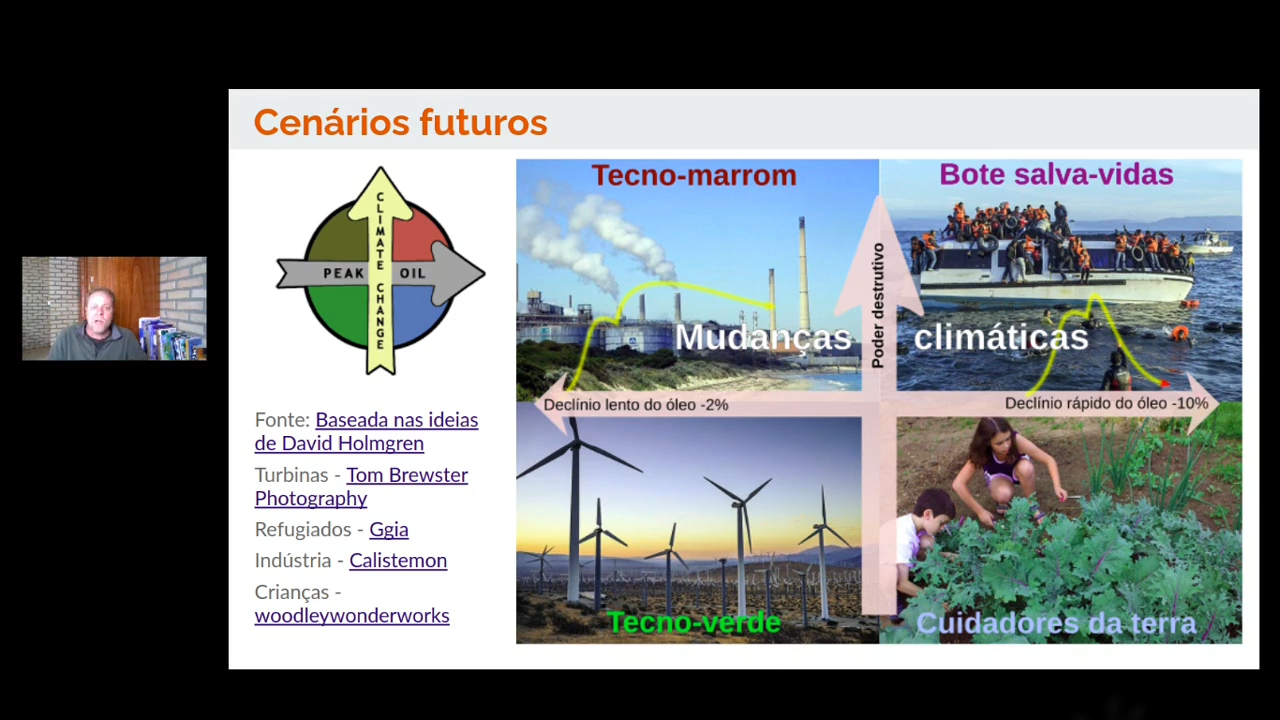 Cenários futuros
CLIMATE CHANGE
PEAK OIL
Fonte: Baseada nas ideias
de David Holmgren
Turbinas - Tom Brewster
Photography
Refugiados - Ggia
Indústria - Calistemon
Crianças -
woodleywonderworks
Tecno-marrom
Bote salva-vidas
Poder destrutivo
Mudanças climáticas
Declínio lento do óleo -2%
Declínio rápido do óleo -10%
Tecno-verde
Cuidadores da terra